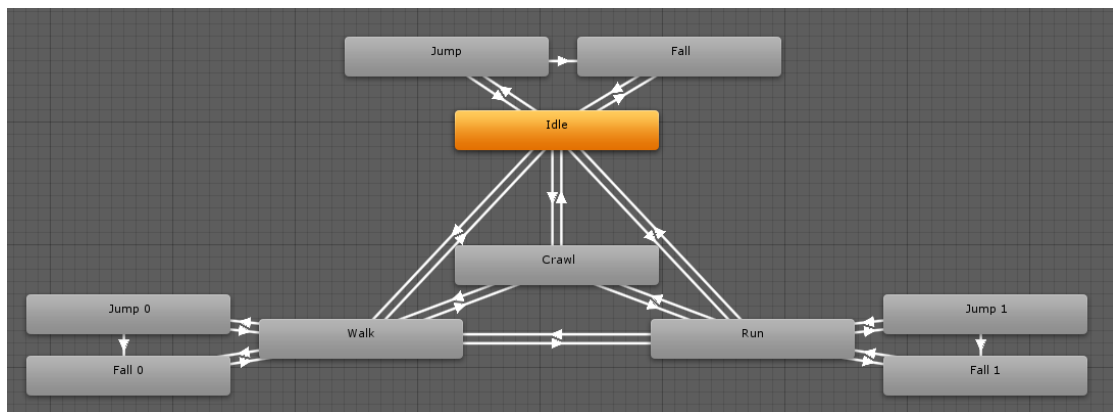 Jump
Fall
Idle
Crawl
Jump 0
Jump 1
Walk
Run
Fall 0
Fall 1